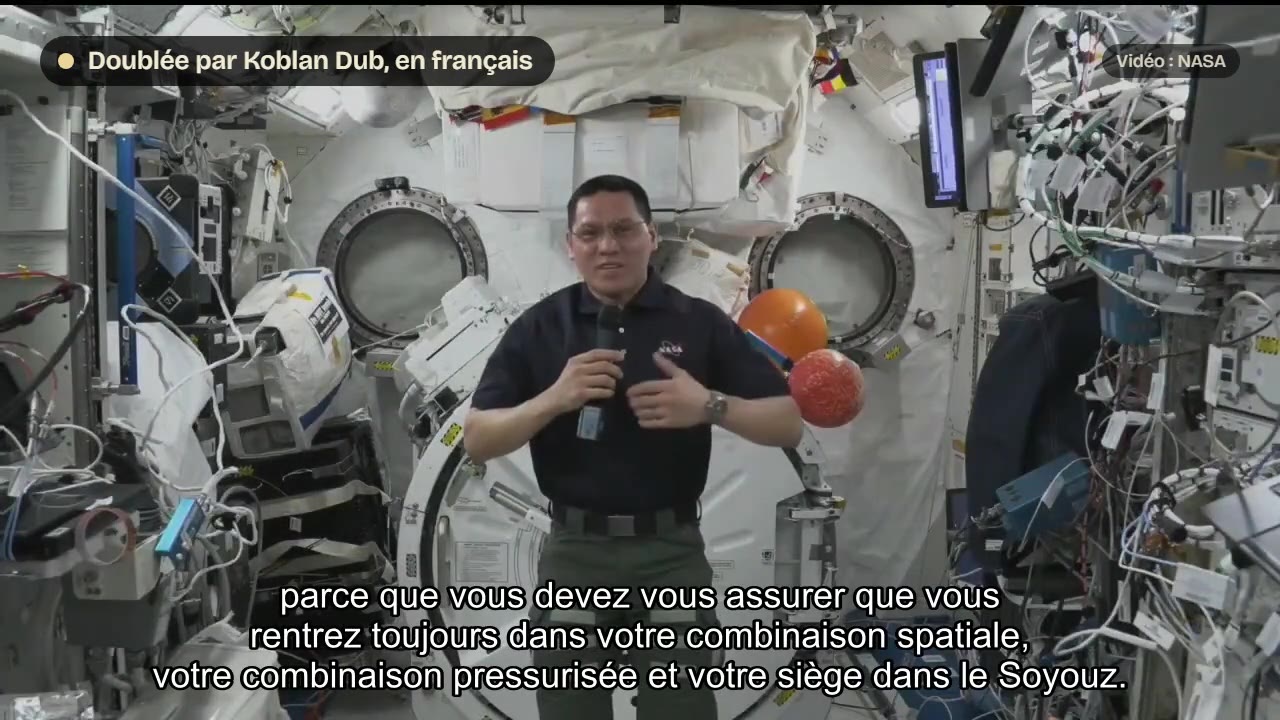 Doublée par Koblan Dub, en français
Vidéo : NASA
NASA
parce que vous devez vous assurer que vous
rentrez toujours dans votre combinaison spatiale,
votre combinaison pressurisée et votre siège dans le Soyouz.